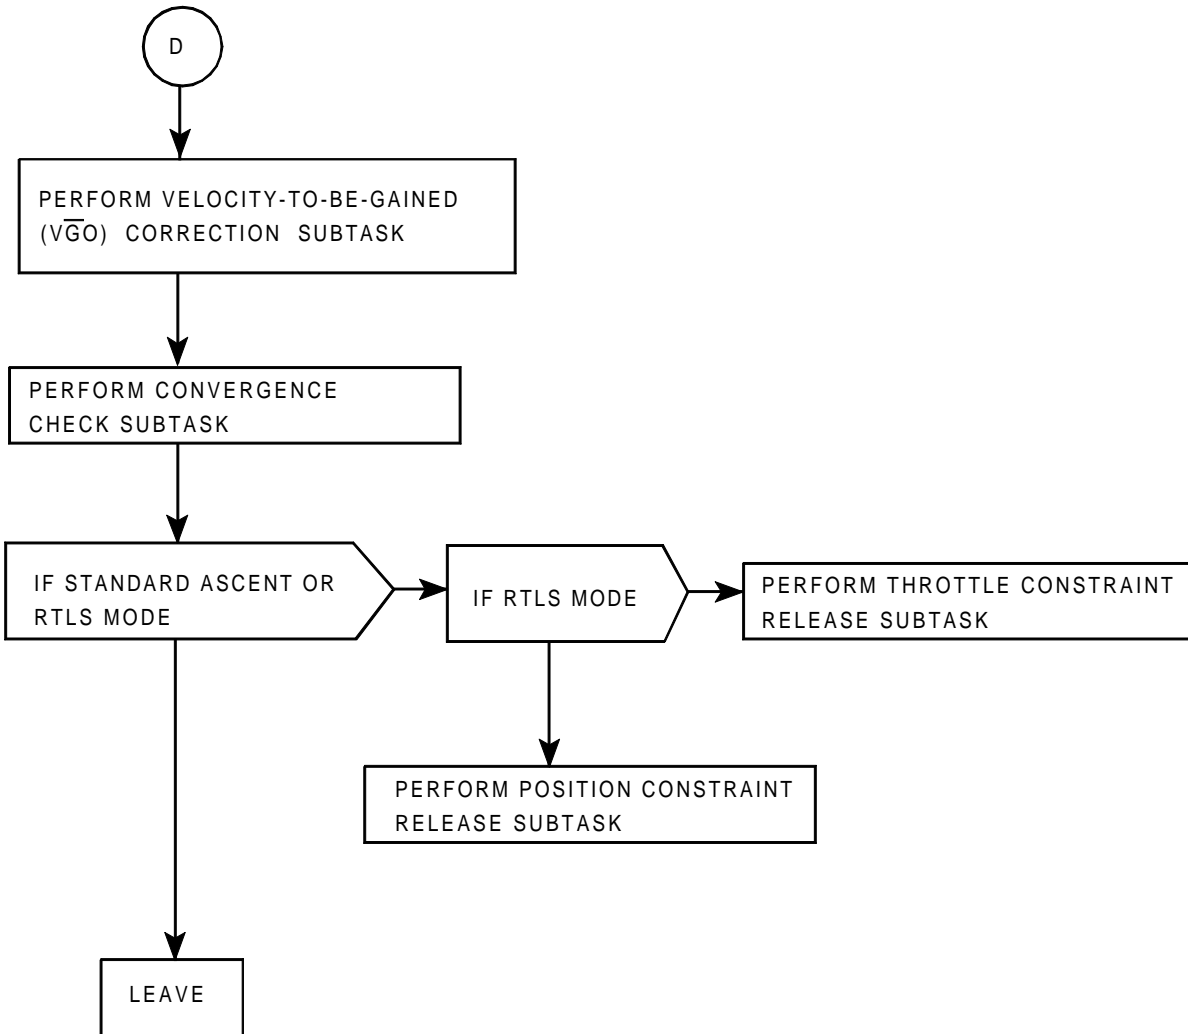 D
PERFORM VELOCITY-TO-BE-GAINED
(VG̅O) CORRECTION SUBTASK
PERFORM CONVERGENCE
CHECK SUBTASK
IF STANDARD ASCENT OR
RTLS MODE
IF RTLS MODE
PERFORM THROTTLE CONSTRAINT
RELEASE SUBTASK
PERFORM POSITION CONSTRAINT
RELEASE SUBTASK
LEAVE